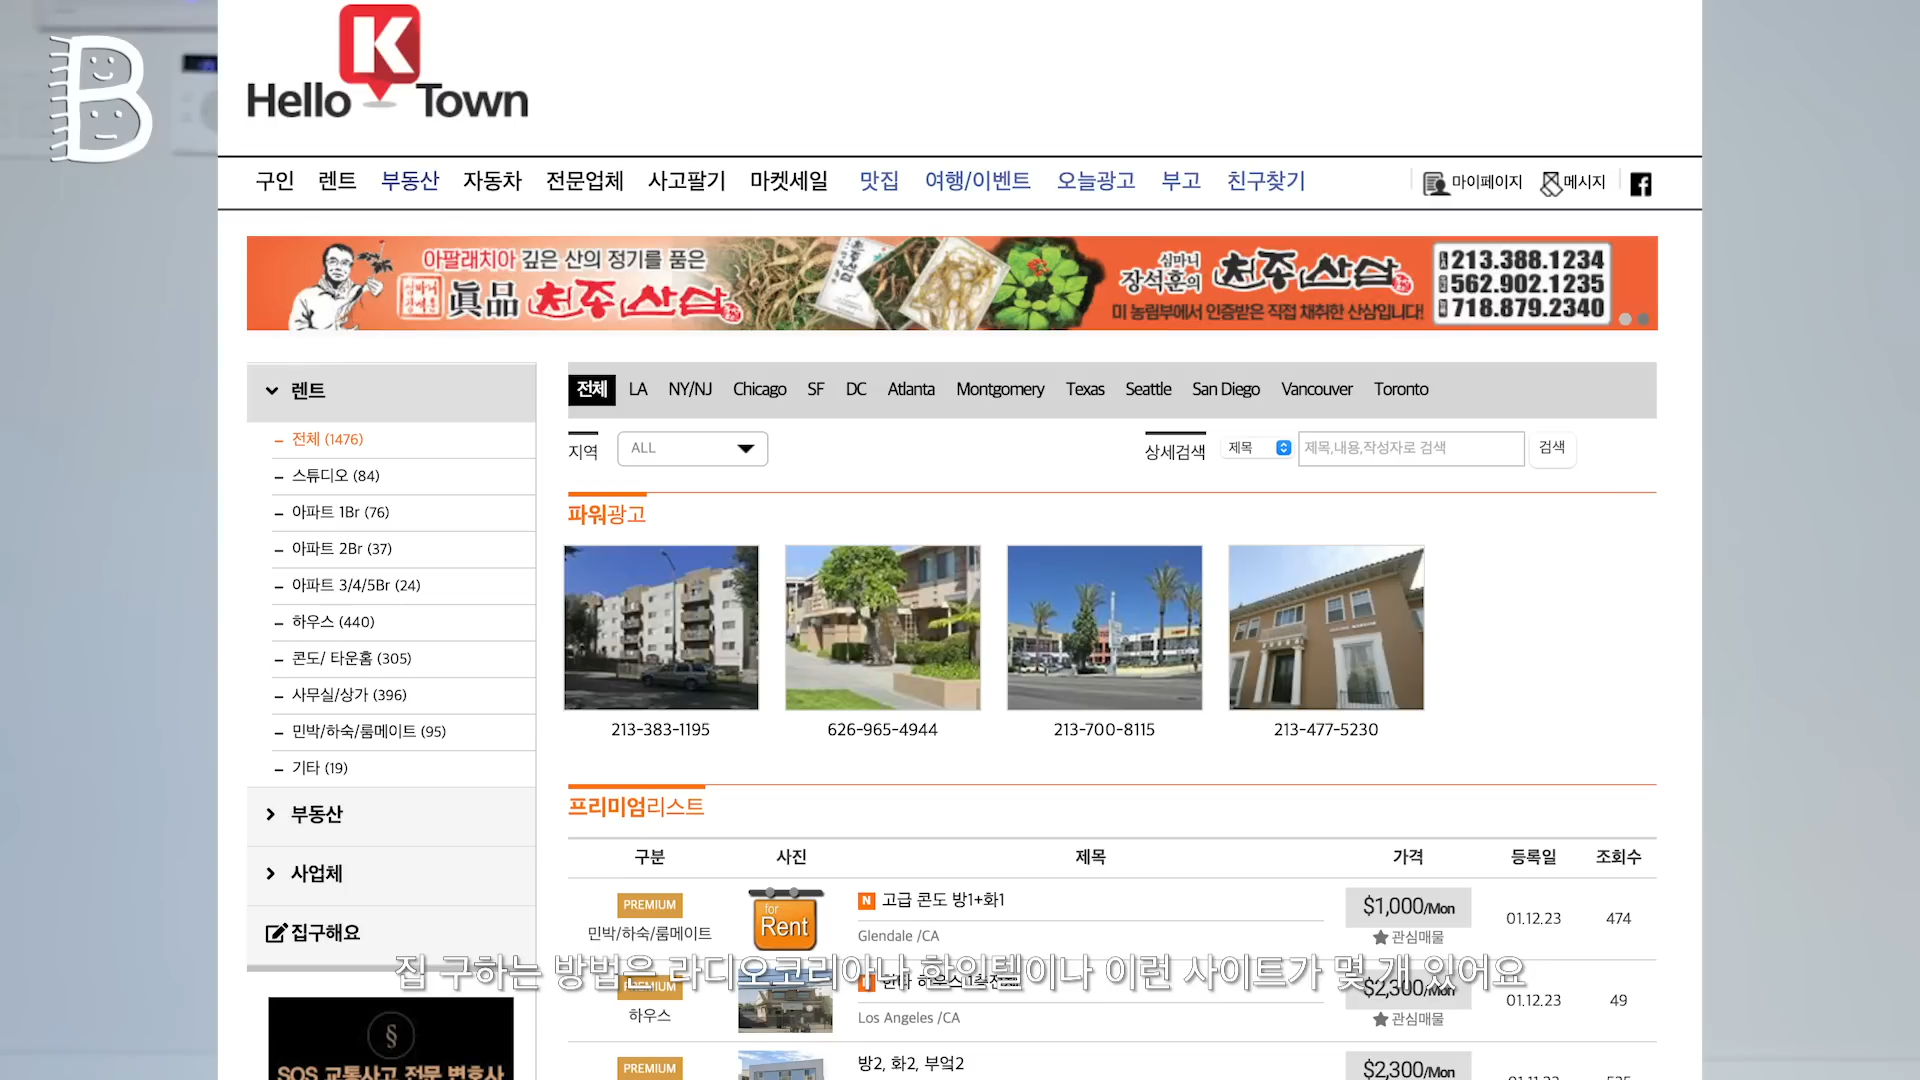 B
Hello K Town
구인 렌트 부동산 자동차 전문업체 사고팔기 마켓세일 맛집 여행/이벤트 오늘광고 부고 친구찾기 마이페이지 메시지
아팔래치아 깊은 산의 정기를 품은
眞品 천종산삼
심마니 장석훈의 천종산삼
미 농림부에서 인증받은 직접 채취한 산삼입니다!
213.388.1234
562.902.1235
718.879.2340
렌트
전체 (1476)
스튜디오 (84)
아파트 1Br (76)
아파트 2Br (37)
아파트 3/4/5Br (24)
하우스 (440)
콘도/ 타운홈 (305)
사무실/상가 (396)
민박/하숙/룸메이트 (95)
기타 (19)
부동산
사업체
집구해요
§
SOS 교통사고 전문 변호사
전체 LA NY/NJ Chicago SF DC Atlanta Montgomery Texas Seattle San Diego Vancouver Toronto
지역 ALL 상세검색 제목 제목,내용,작성자로 검색 검색
파워광고
213-383-1195 626-965-4944 213-700-8115 213-477-5230
프리미엄리스트
구분 사진 제목 가격 등록일 조회수
PREMIUM
민박/하숙/룸메이트
for Rent
N 고급 콘도 방1+화1
Glendale /CA
$1,000/Mon
관심매물
01.12.23 474
PREMIUM
하우스
Los Angeles /CA
$2,300/Mon
관심매물
01.12.23 49
PREMIUM
방2, 화2, 부엌2
$2,300/Mon
집 구하는 방법은 라디오코리아나 한인텔이나 이런 사이트가 몇 개 있어요